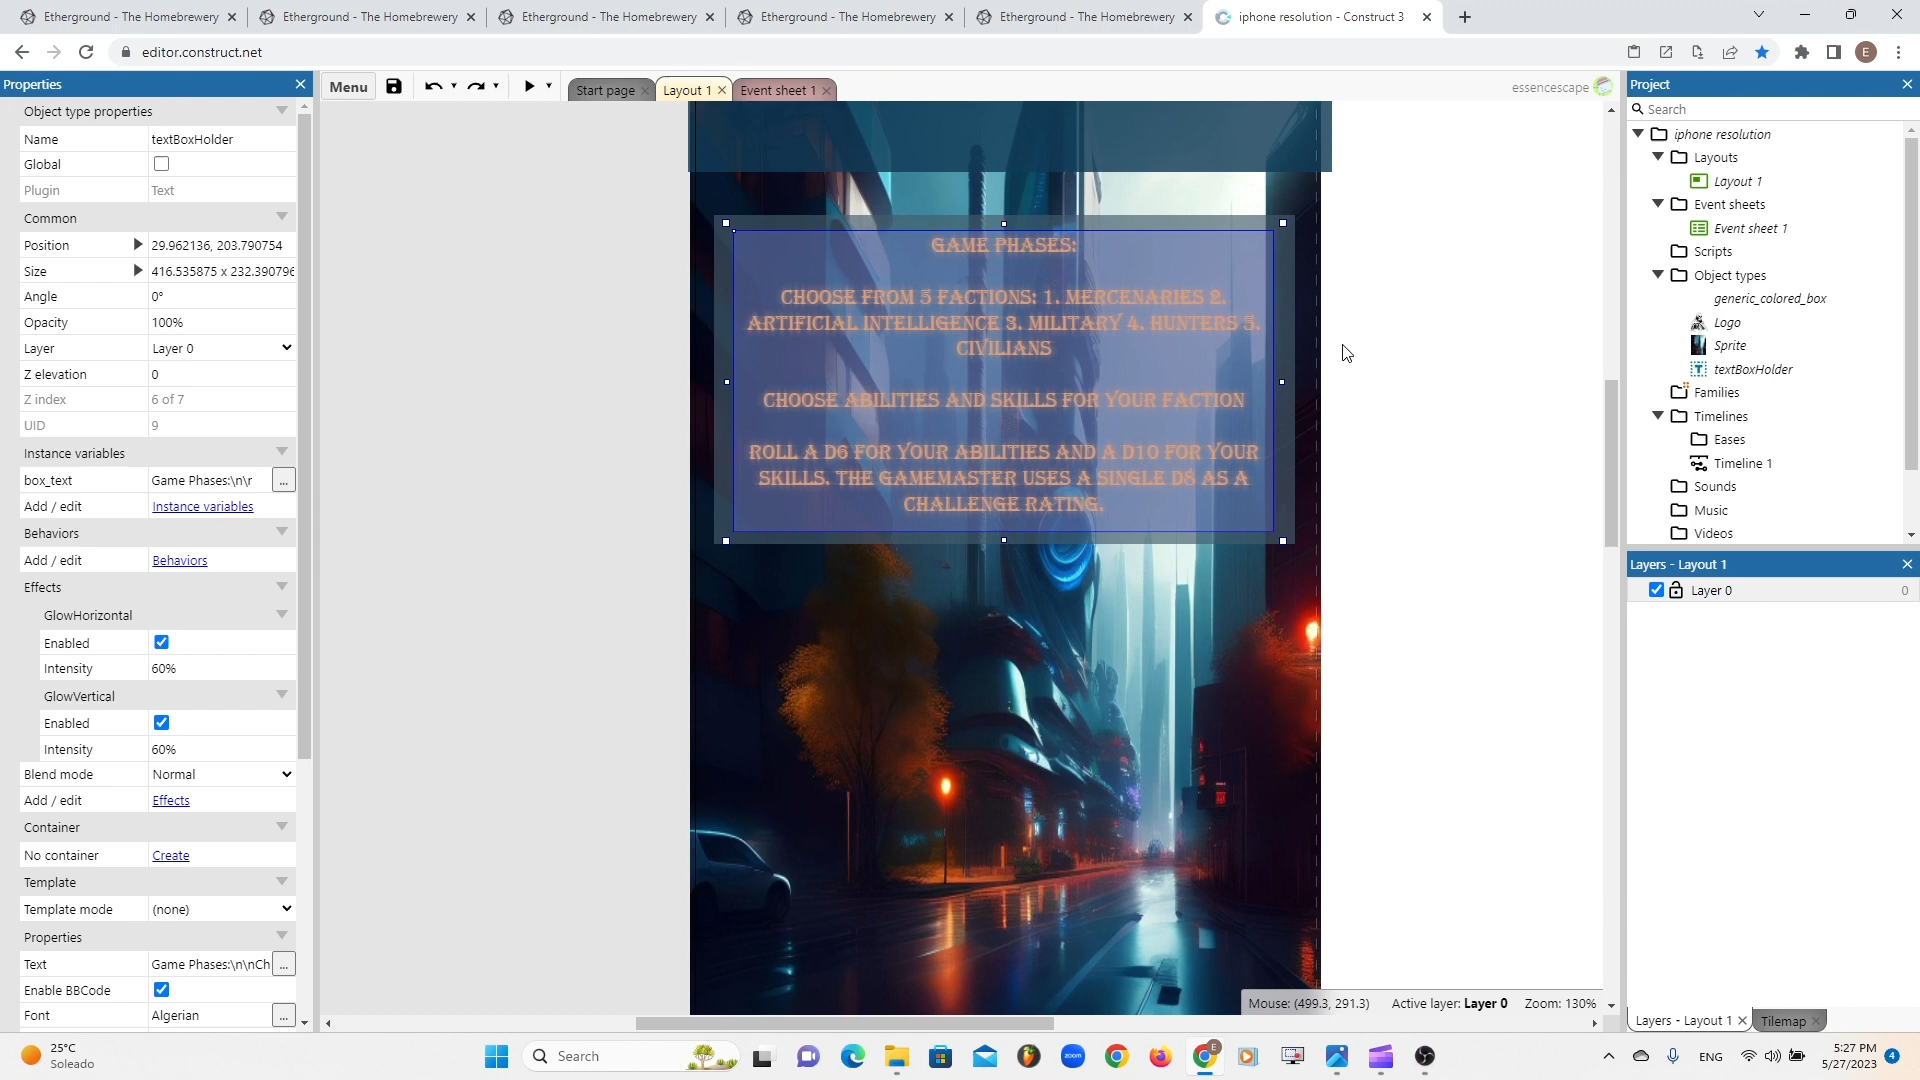 Etherground - The Homebrewery
Etherground - The Homebrewery
Etherground - The Homebrewery
Etherground - The Homebrewery
Etherground - The Homebrewery
iphone resolution - Construct 3
editor.construct.net
E
Properties
Object type properties
Name textBoxHolder
Global
Plugin Text
Common
Position 29.962136, 203.790754
Size 416.535875 x 232.390796
Angle 0°
Opacity 100%
Layer Layer 0
Z elevation 0
Z index 6 of 7
UID 9
Instance variables
box_text Game Phases:\n\r ...
Add / edit Instance variables
Behaviors
Add / edit Behaviors
Effects
GlowHorizontal
Enabled
Intensity 60%
GlowVertical
Enabled
Intensity 60%
Blend mode Normal
Add / edit Effects
Container
No container Create
Template
Template mode (none)
Properties
Text Game Phases:\n\nCh ...
Enable BBCode
Font Algerian ...
Menu
Start page
Layout 1
Event sheet 1
essencescape
GAME PHASES:
CHOOSE FROM 5 FACTIONS: 1. MERCENARIES 2.
ARTIFICIAL INTELLIGENCE 3. MILITARY 4. HUNTERS 5.
CIVILIANS
CHOOSE ABILITIES AND SKILLS FOR YOUR FACTION
ROLL A D6 FOR YOUR ABILITIES AND A D10 FOR YOUR
SKILLS. THE GAMEMASTER USES A SINGLE D8 AS A
CHALLENGE RATING.
Mouse: (499.3, 291.3) Active layer: Layer 0 Zoom: 130%
Project
Search
iphone resolution
Layouts
Layout 1
Event sheets
Event sheet 1
Scripts
Object types
generic_colored_box
Logo
Sprite
T textBoxHolder
Families
Timelines
Eases
Timeline 1
Sounds
Music
Videos
Layers - Layout 1
Layer 0 0
Layers - Layout 1
Tilemap
25°C
Soleado
Search
zoom
E
ENG
5:27 PM
5/27/2023
4